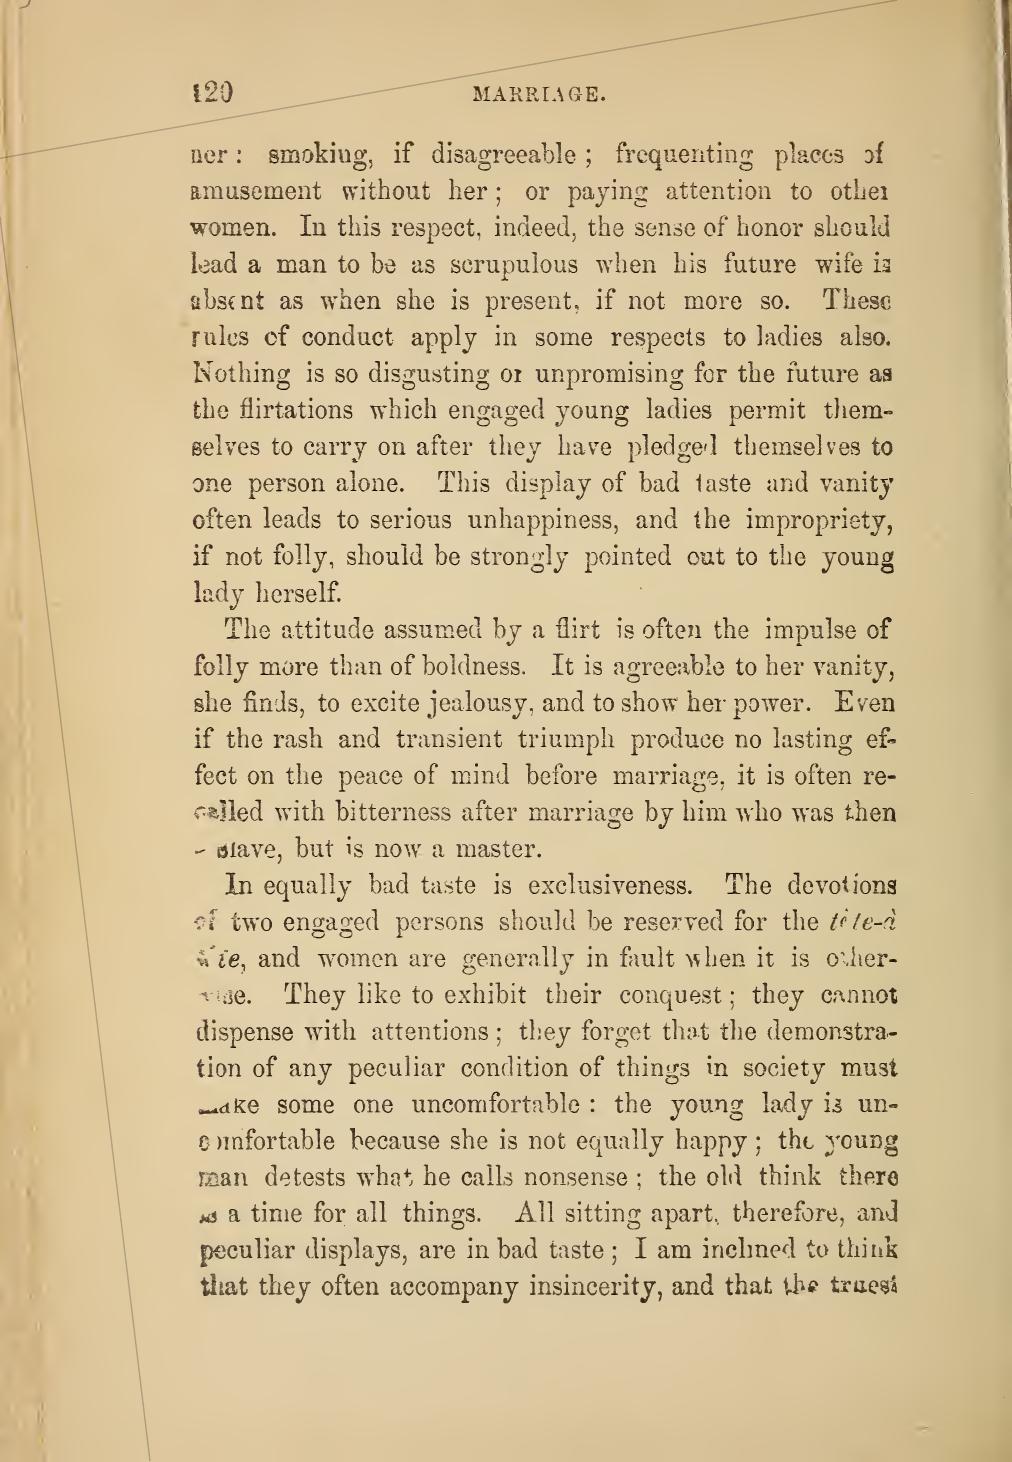 120 MARRIAGE.
ner: smoking, if disagreeable; frequenting places of
amusement without her; or paying attention to other
women. In this respect, indeed, the sense of honor should
lead a man to be as scrupulous when his future wife is
absent as when she is present, if not more so. These
rules of conduct apply in some respects to ladies also.
Nothing is so disgusting or unpromising for the future as
the flirtations which engaged young ladies permit them-
selves to carry on after they have pledged themselves to
one person alone. This display of bad taste and vanity
often leads to serious unhappiness, and the impropriety,
if not folly, should be strongly pointed out to the young
lady herself.
The attitude assumed by a flirt is often the impulse of
folly more than of boldness. It is agreeable to her vanity,
she finds, to excite jealousy, and to show her power. Even
if the rash and transient triumph produce no lasting ef-
fect on the peace of mind before marriage, it is often re-
called with bitterness after marriage by him who was then
slave, but is now a master.
In equally bad taste is exclusiveness. The devotions
of two engaged persons should be reserved for the tête-à
tête, and women are generally in fault when it is other-
wise. They like to exhibit their conquest; they cannot
dispense with attentions; they forget that the demonstra-
tion of any peculiar condition of things in society must
make some one uncomfortable: the young lady is un-
comfortable because she is not equally happy; the young
man detests what he calls nonsense; the old think there
is a time for all things. All sitting apart, therefore, and
peculiar displays, are in bad taste; I am inclined to think
that they often accompany insincerity, and that the truest